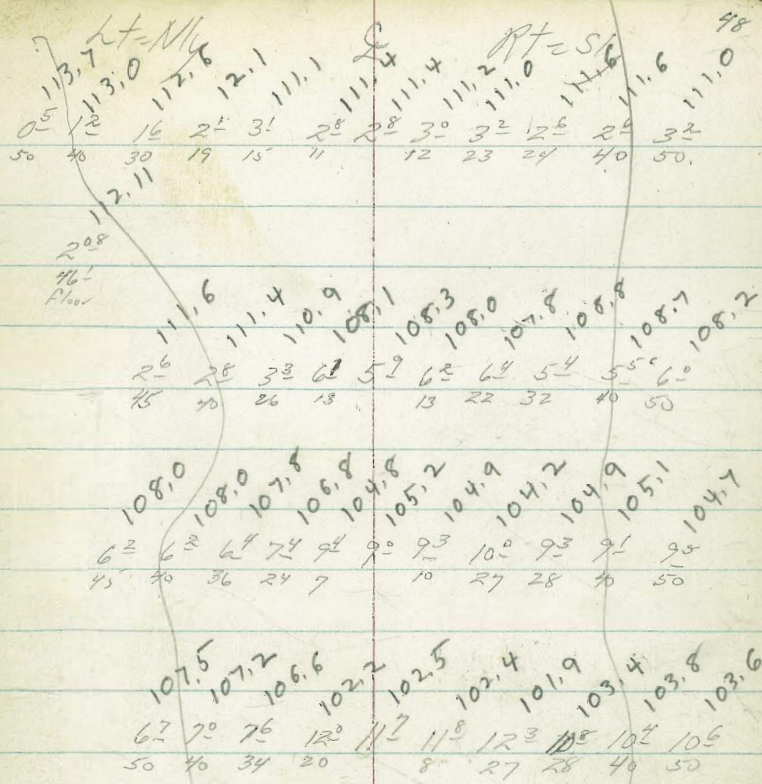 48
Lt = Nly ℄ Rt = Sly
113,7 113,0 112,6 12,1 111,1 111,4 111,4 111,2 111,0 111,6 111,6 111,0
0⁵ 1² 1⁶ 2¹ 3¹ 2⁸ 2⁸ 3⁰ 3² 2⁶ 2⁶ 3²
50 40 30 19 15 11 12 23 24 40 50.
112,11
2⁰⁸
46'
Floor
111,6 111,4 110,9 108,1 108,3 108,0 107,8 108,8 108,7 108,2
2⁶ 2⁸ 3³ 6¹ 5⁹ 6² 6⁴ 5⁴ 5⁵ 6⁰
45 40 26 13 13 22 32 40 50
108,0 108,0 107,8 106,8 104,8 105,2 104,9 104,2 104,9 105,1 104,7
6² 6² 6⁴ 7⁴ 9⁴ 9⁰ 9³ 10⁰ 9³ 9¹ 9⁵
45 40 36 24 7 10 27 28 40 50
107,5 107,2 106,6 102,2 102,5 102,4 101,9 103,4 103,8 103,6
6⁷ 7⁰ 7⁶ 12⁰ 11⁷ 11⁸ 12³ 10⁸ 10⁴ 10⁶
50 40 34 20 8 27 28 40 50